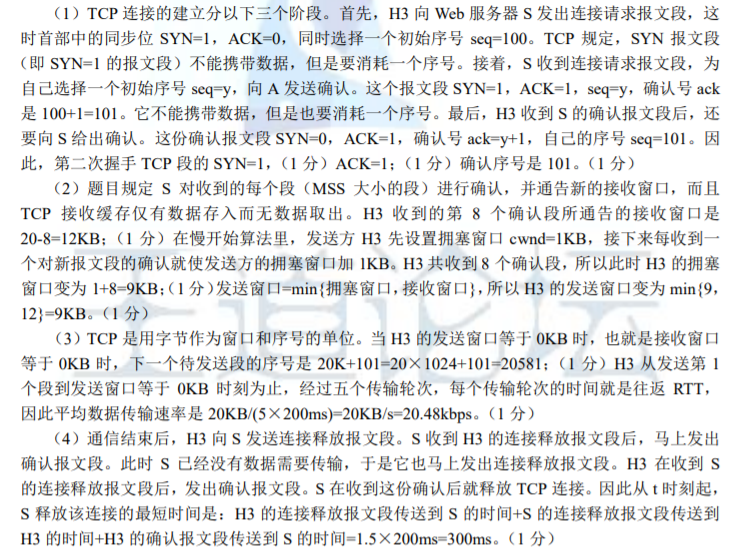 （1）TCP 连接的建立分以下三个阶段。首先，H3 向 Web 服务器 S 发出连接请求报文段，这
时首部中的同步位 SYN=1，ACK=0，同时选择一个初始序号 seq=100。TCP 规定，SYN 报文段
（即 SYN=1 的报文段）不能携带数据，但是要消耗一个序号。接着，S 收到连接请求报文段，为
自己选择一个初始序号 seq=y，向 A 发送确认。这个报文段 SYN=1，ACK=1，seq=y，确认号 ack
是 100+1=101。它不能携带数据，但是也要消耗一个序号。最后，H3 收到 S 的确认报文段后，还
要向 S 给出确认。这份确认报文段 SYN=0，ACK=1，确认号 ack=y+1，自己的序号 seq=101。因
此，第二次握手 TCP 段的 SYN=1，（1 分）ACK=1；（1 分）确认序号是 101。（1 分）
（2）题目规定 S 对收到的每个段（MSS 大小的段）进行确认，并通告新的接收窗口，而且
TCP 接收缓存仅有数据存入而无数据取出。H3 收到的第 8 个确认段所通告的接收窗口是
20-8=12KB；（1 分）在慢开始算法里，发送方 H3 先设置拥塞窗口 cwnd=1KB，接下来每收到一
个对新报文段的确认就使发送方的拥塞窗口加 1KB。H3 共收到 8 个确认段，所以此时 H3 的拥塞
窗口变为 1+8=9KB；（1 分）发送窗口=min{拥塞窗口，接收窗口}，所以 H3 的发送窗口变为 min{9，
12}=9KB。（1 分）
（3）TCP 是用字节作为窗口和序号的单位。当 H3 的发送窗口等于 0KB 时，也就是接收窗口
等于 0KB 时，下一个待发送段的序号是 20K+101=20×1024+101=20581；（1 分）H3 从发送第 1
个段到发送窗口等于 0KB 时刻为止，经过五个传输轮次，每个传输轮次的时间就是往返 RTT，
因此平均数据传输速率是 20KB/(5×200ms)=20KB/s=20.48kbps。（1 分）
（4）通信结束后，H3 向 S 发送连接释放报文段。S 收到 H3 的连接释放报文段后，马上发出
确认报文段。此时 S 已经没有数据需要传输，于是它也马上发出连接释放报文段。H3 在收到 S
的连接释放报文段后，发出确认报文段。S 在收到这份确认后就释放 TCP 连接。因此从 t 时刻起，
S 释放该连接的最短时间是：H3 的连接释放报文段传送到 S 的时间+S 的连接释放报文段传送到
H3 的时间+H3 的确认报文段传送到 S 的时间=1.5×200ms=300ms。（1 分）
王道论坛